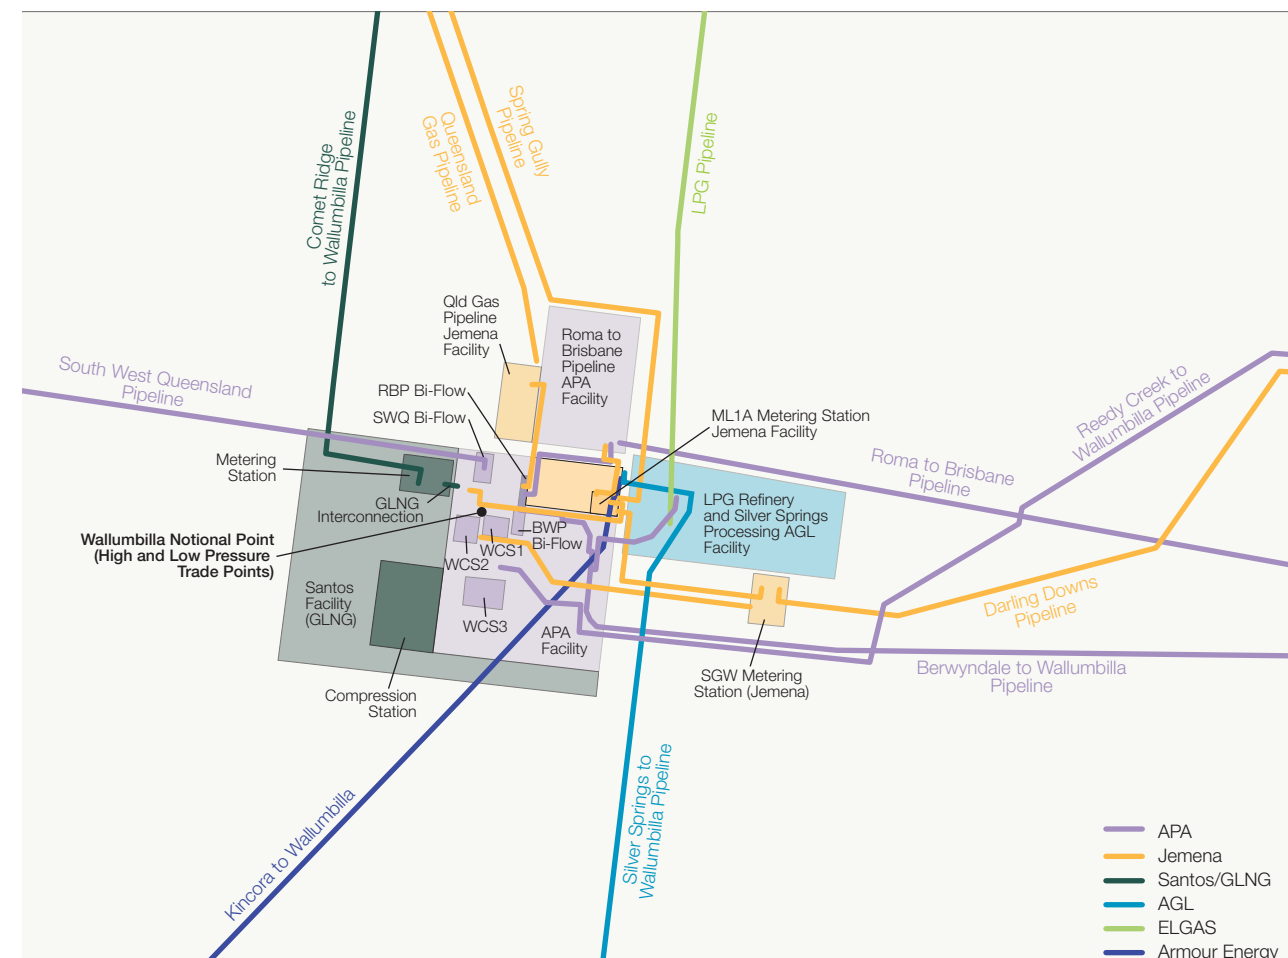 Spring Gully
Pipeline
Queensland
Gas Pipeline
LPG Pipeline
Comet Ridge
to Wallumbilla Pipeline
Qld Gas
Pipeline
Jemena
Facility
Roma to
Brisbane
Pipeline
APA
Facility
South West Queensland
Pipeline
RBP Bi-Flow
SWQ Bi-Flow
ML1A Metering Station
Jemena Facility
Reedy Creek to
Wallumbilla Pipeline
Roma to Brisbane
Pipeline
Metering
Station
GLNG
Interconnection
LPG Refinery
and Silver Springs
Processing AGL
Facility
Wallumbilla Notional Point
(High and Low Pressure
Trade Points)
BWP
Bi-Flow
WCS1
WCS2
WCS3
Santos
Facility
(GLNG)
APA
Facility
Darling Downs
Pipeline
SGW Metering
Station (Jemena)
Berwyndale to Wallumbilla
Pipeline
Compression
Station
Silver Springs to
Wallumbilla Pipeline
Kincora to Wallumbilla
APA
Jemena
Santos/GLNG
AGL
ELGAS
Armour Energy